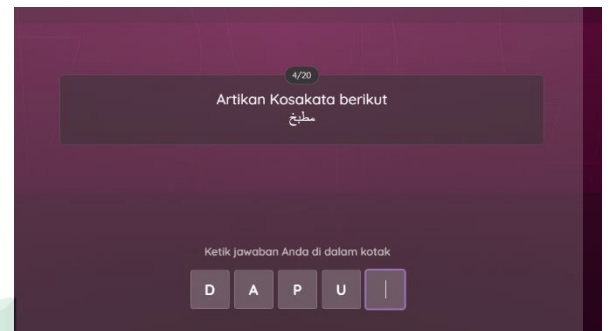 4/20
Artikan Kosakata berikut
مطبخ
Ketik jawaban Anda di dalam kotak
D A P U